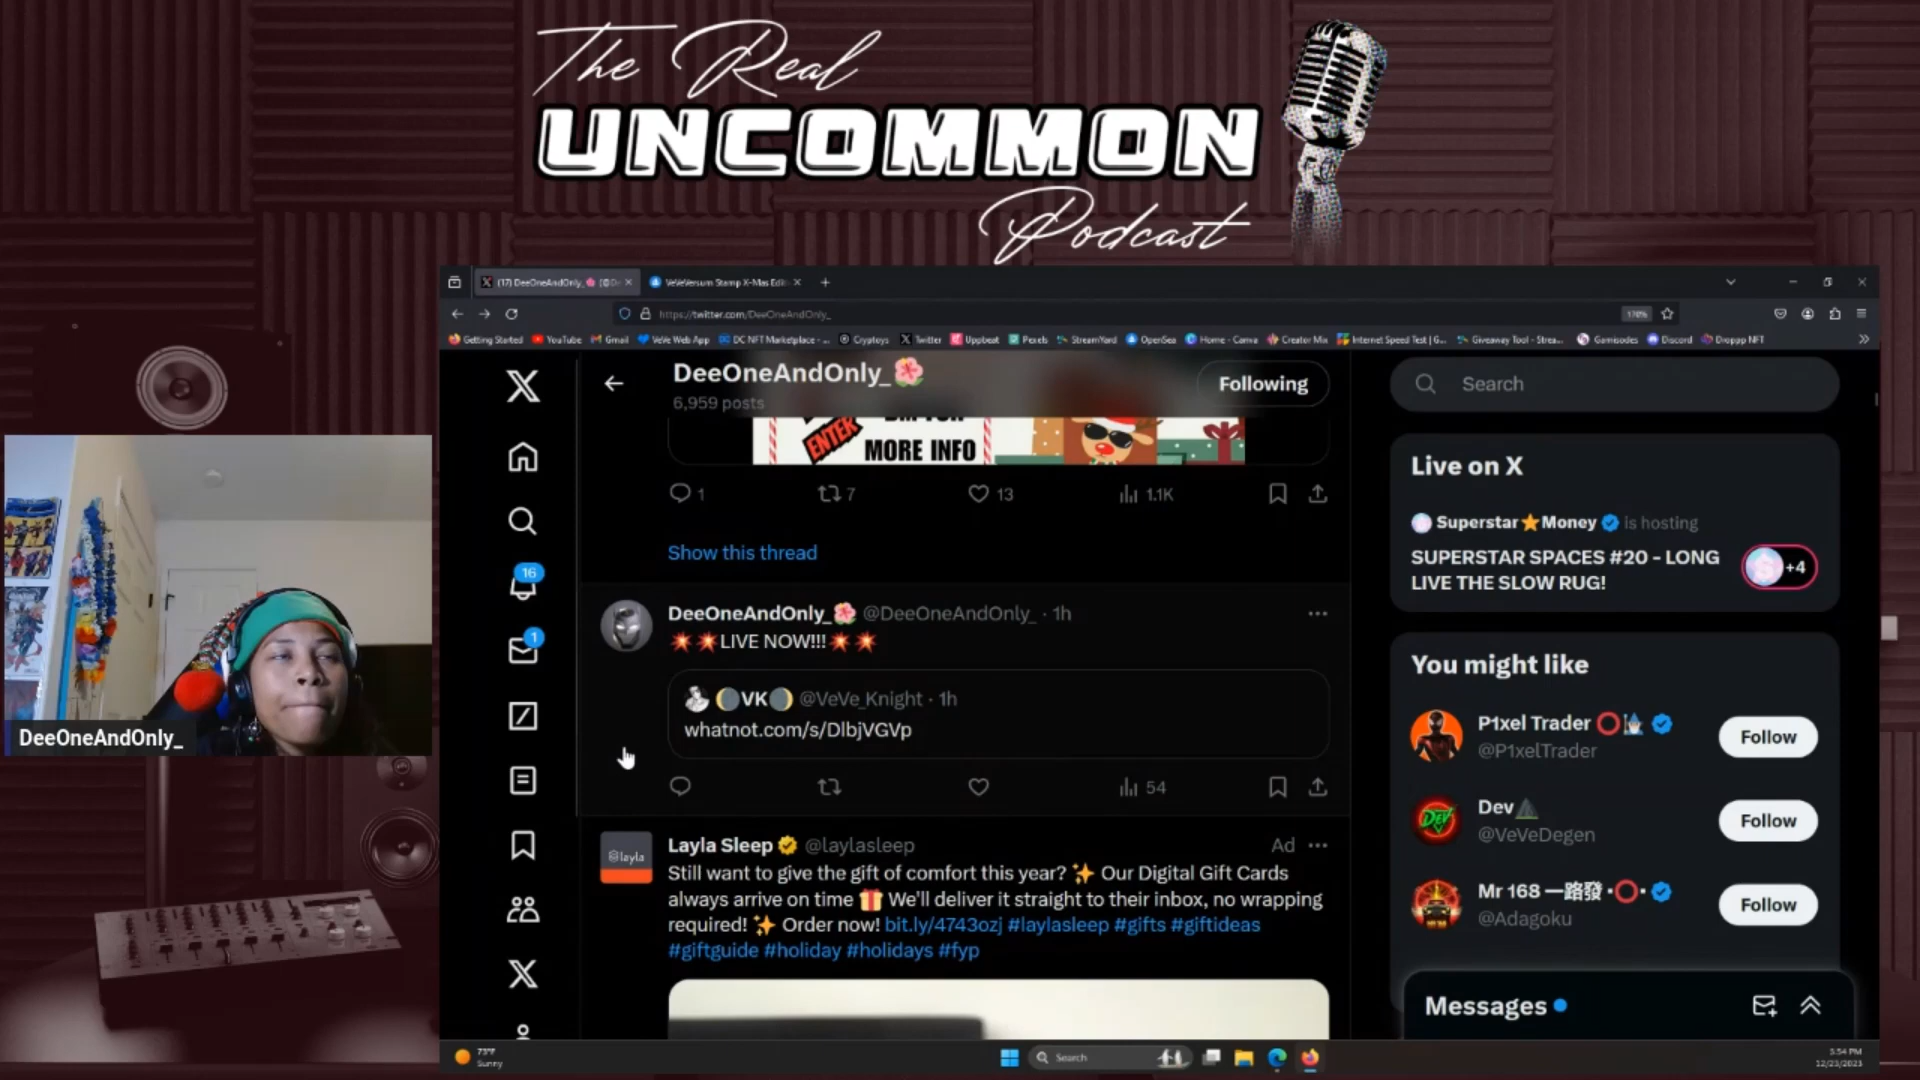 The Real
UNCOMMON
Podcast
(17) DeeOneAndOnly_ (@De
VeVeVersum Stamp X-Mas Edit
https://twitter.com/DeeOneAndOnly_
170%
Getting Started
YouTube
Gmail
VeVe Web App
DC NFT Marketplace - ...
Cryptoys
Twitter
Uppbeat
Pexels
StreamYard
OpenSea
Home - Canva
Creator Mix
Internet Speed Test | G...
Giveaway Tool - Strea...
Gamisodes
Discord
Droppp NFT
DeeOneAndOnly_🌸
6,959 posts
Following
Search
ENTER
MORE INFO
1
7
13
1.1K
Show this thread
16
1
DeeOneAndOnly_🌸 @DeeOneAndOnly_ · 1h
💥💥LIVE NOW!!!💥💥
🌖VK🌒 @VeVe_Knight · 1h
whatnot.com/s/DlbjVGVp
54
Layla Sleep @laylasleep
Ad
layla
Still want to give the gift of comfort this year? ✨ Our Digital Gift Cards
always arrive on time 🎁 We'll deliver it straight to their inbox, no wrapping
required! ✨ Order now! bit.ly/4743ozj #laylasleep #gifts #giftideas
#giftguide #holiday #holidays #fyp
Live on X
Superstar⭐Money is hosting
SUPERSTAR SPACES #20 - LONG
LIVE THE SLOW RUG!
+4
You might like
P1xel Trader
@P1xelTrader
Follow
DEV
Dev
@VeVeDegen
Follow
Mr 168 一路發 ·⭕·
@Adagoku
Follow
Messages
DeeOneAndOnly_
73°F
Sunny
Search
3:54 PM
12/23/2023